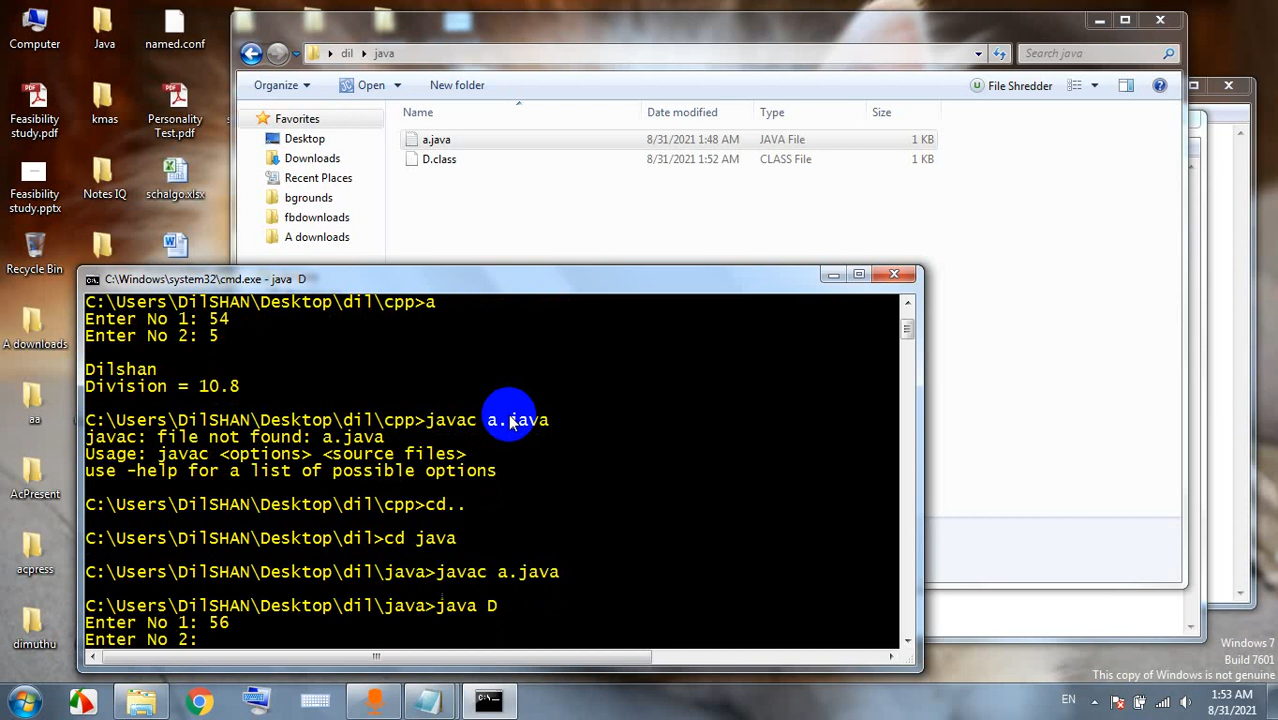 Computer
Java
named.conf
Feasibility
study.pdf
kmas
Personality
Test.pdf
Feasibility
study.pptx
Notes IQ
schalgo.xlsx
Recycle Bin
A downloads
aa
AcPresent
acpress
dimuthu
dil
java
Search java
Organize
Open
New folder
File Shredder
Name
Date modified
Type
Size
Favorites
Desktop
Downloads
Recent Places
bgrounds
fbdownloads
A downloads
a.java 8/31/2021 1:48 AM JAVA File 1 KB
D.class 8/31/2021 1:52 AM CLASS File 1 KB
C:\Windows\system32\cmd.exe - java D
C:\Users\DilSHAN\Desktop\dil\cpp>a
Enter No 1: 54
Enter No 2: 5
Dilshan
Division = 10.8
C:\Users\DilSHAN\Desktop\dil\cpp>javac a.java
javac: file not found: a.java
Usage: javac <options> <source files>
use -help for a list of possible options
C:\Users\DilSHAN\Desktop\dil\cpp>cd..
C:\Users\DilSHAN\Desktop\dil>cd java
C:\Users\DilSHAN\Desktop\dil\java>javac a.java
C:\Users\DilSHAN\Desktop\dil\java>java D
Enter No 1: 56
Enter No 2:
Windows 7
Build 7601
This copy of Windows is not genuine
EN
1:53 AM
8/31/2021